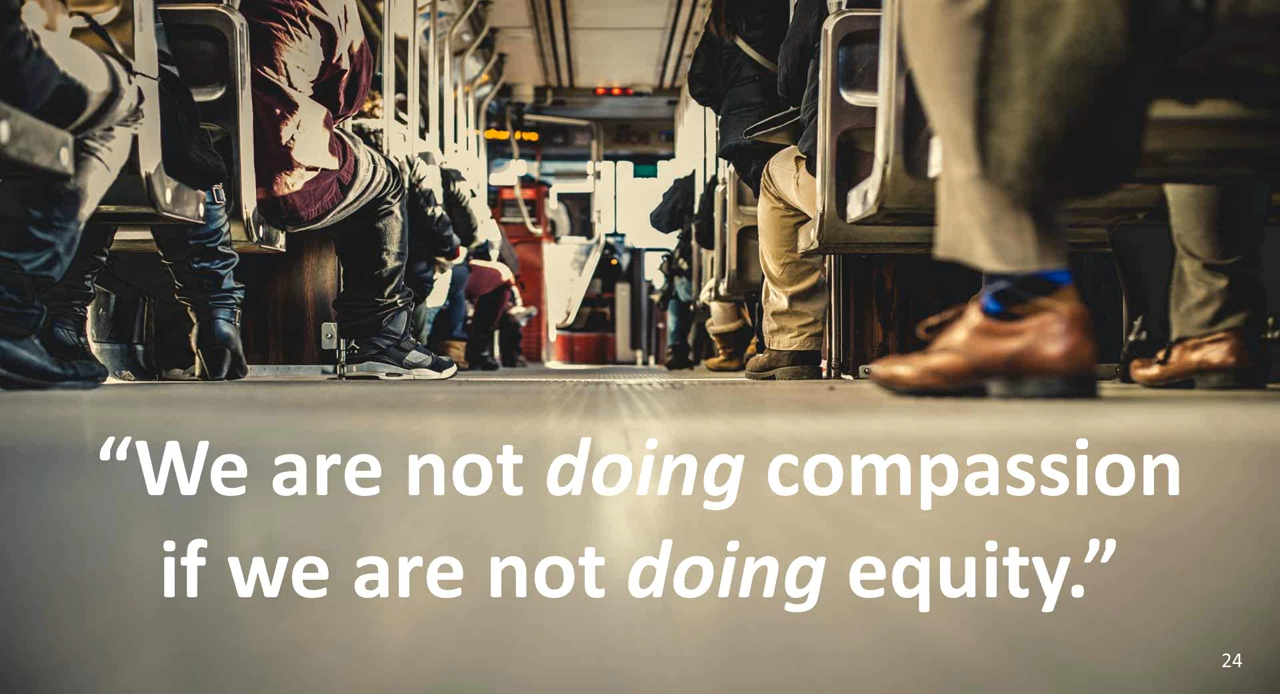 “We are not doing compassion
if we are not doing equity.”
24